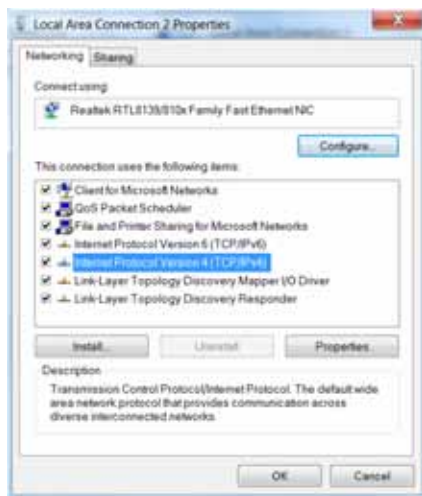 Local Area Connection 2 Properties
Networking
Sharing
Connect using:
Realtek RTL8139/810x Family Fast Ethernet NIC
Configure...
This connection uses the following items:
Client for Microsoft Networks
QoS Packet Scheduler
File and Printer Sharing for Microsoft Networks
Internet Protocol Version 6 (TCP/IPv6)
Internet Protocol Version 4 (TCP/IPv4)
Link-Layer Topology Discovery Mapper I/O Driver
Link-Layer Topology Discovery Responder
Install...
Uninstall
Properties
Description
Transmission Control Protocol/Internet Protocol. The default wide
area network protocol that provides communication across
diverse interconnected networks.
OK
Cancel